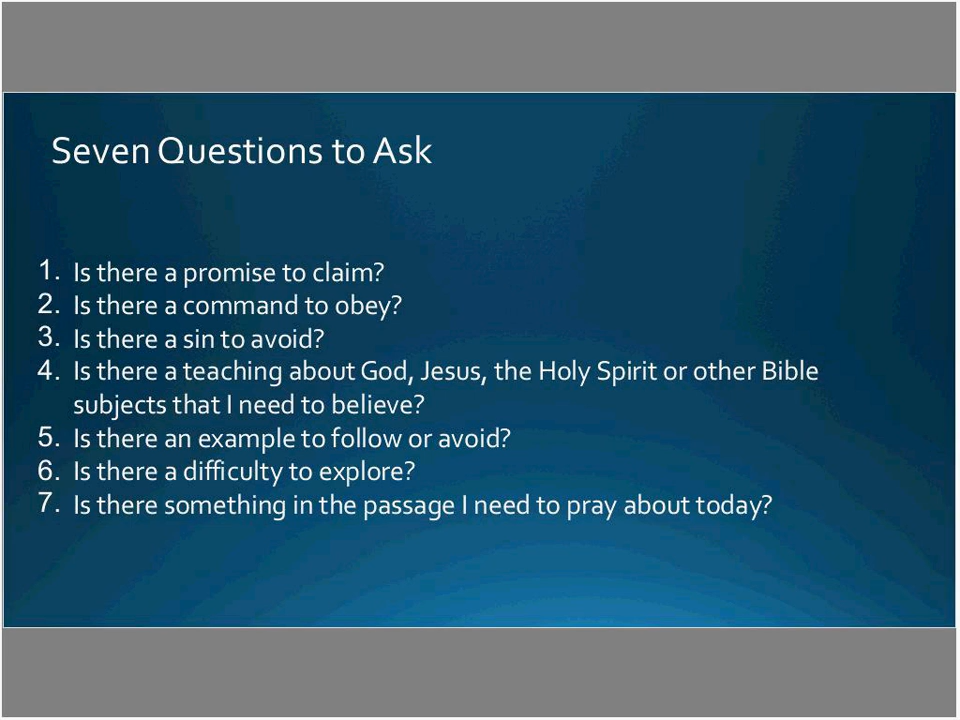 Seven Questions to Ask
1. Is there a promise to claim?
2. Is there a command to obey?
3. Is there a sin to avoid?
4. Is there a teaching about God, Jesus, the Holy Spirit or other Bible
subjects that I need to believe?
5. Is there an example to follow or avoid?
6. Is there a difficulty to explore?
7. Is there something in the passage I need to pray about today?